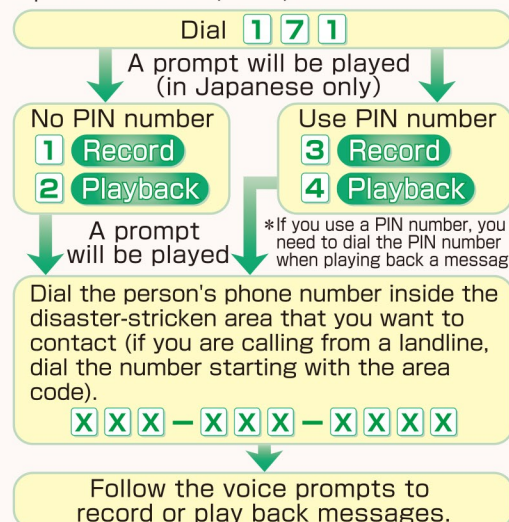 Dial 1 7 1
A prompt will be played
(in Japanese only)
No PIN number
1 Record
2 Playback
Use PIN number
3 Record
4 Playback
*If you use a PIN number, you
need to dial the PIN number
when playing back a messag
A prompt
will be played
Dial the person's phone number inside the
disaster-stricken area that you want to
contact (if you are calling from a landline,
dial the number starting with the area
code).
XXX-XXX-XXXX
Follow the voice prompts to
record or play back messages.